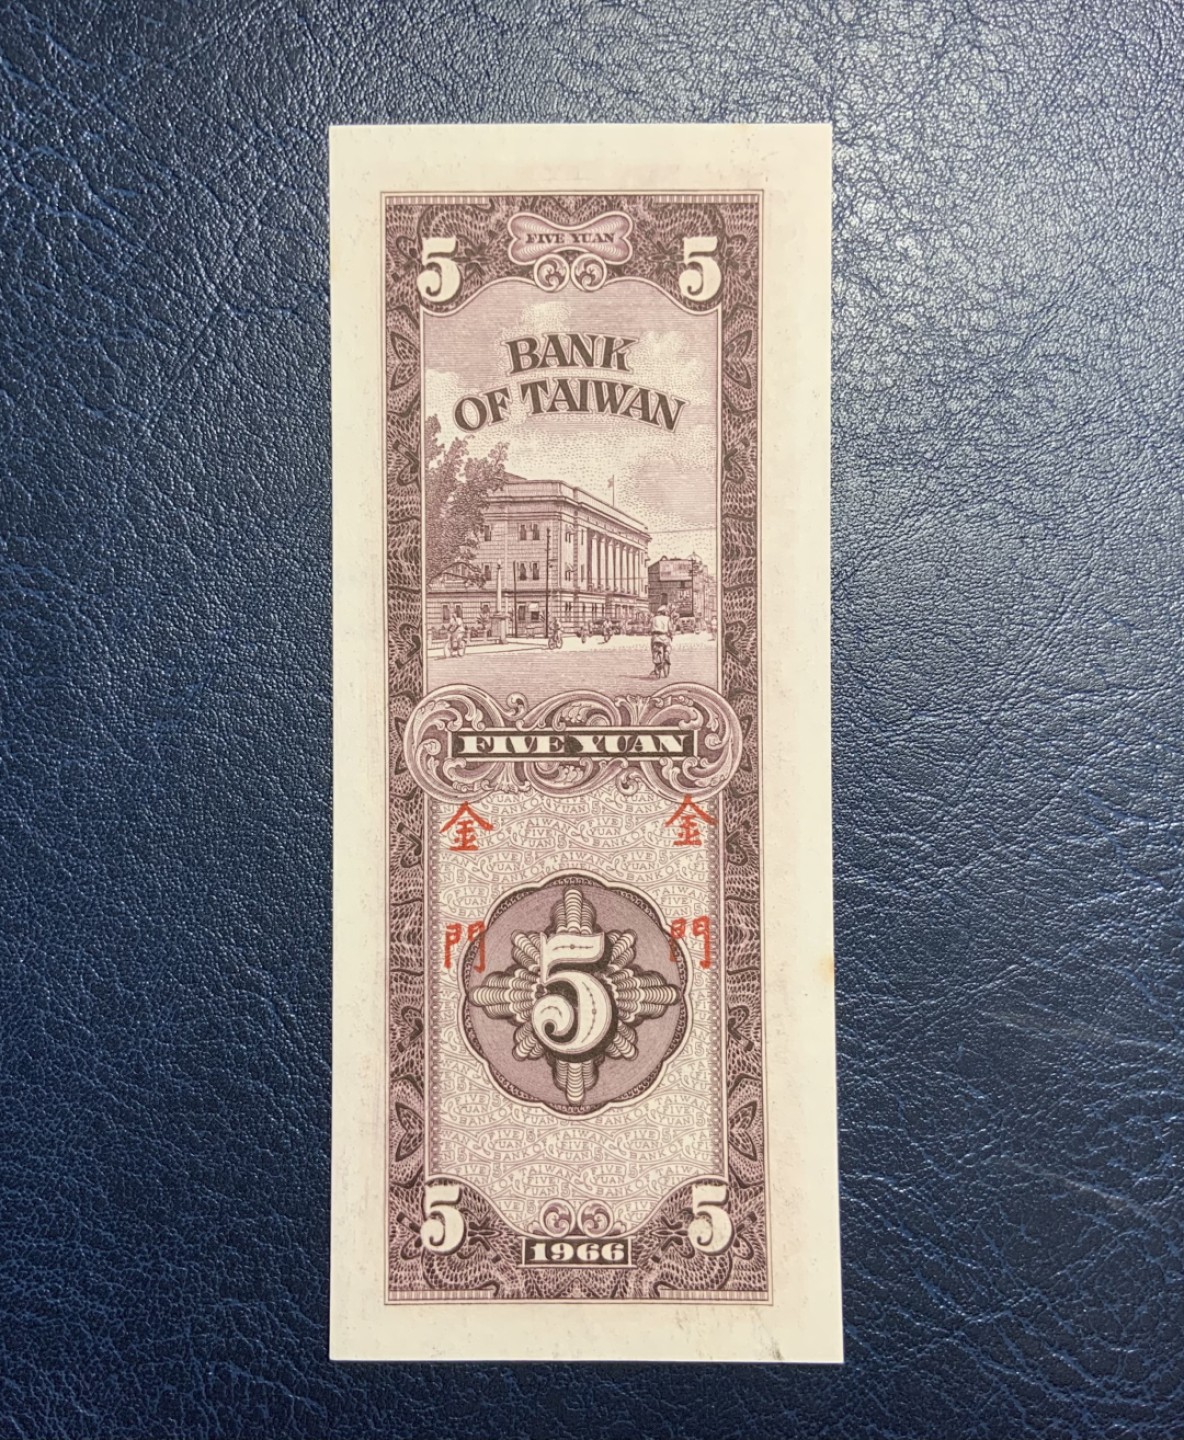 5 FIVE YUAN 5
BANK
OF TAIWAN
FIVE YUAN
金 金
門 門
5
5 5
1966